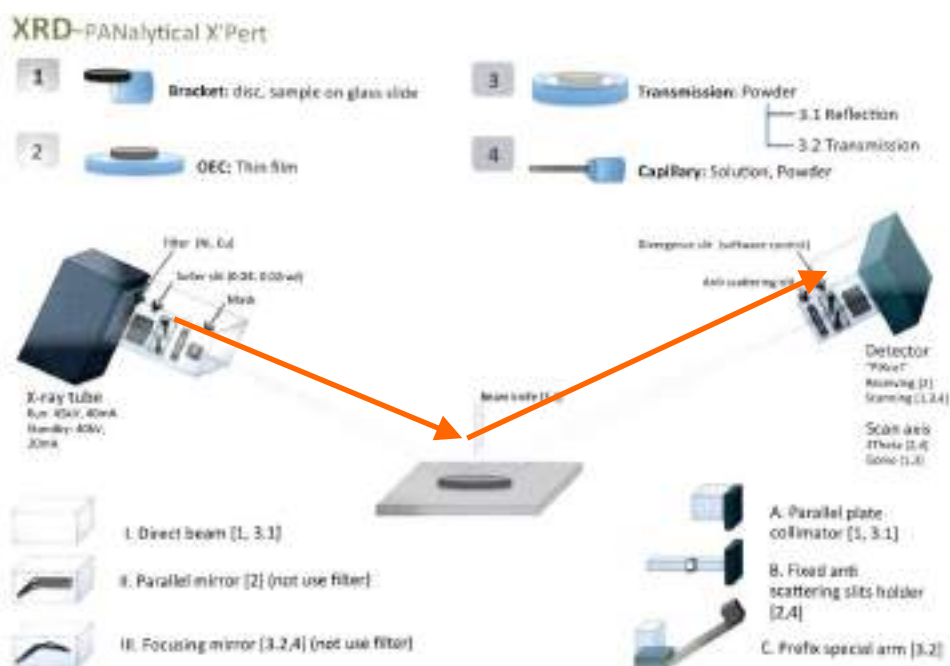 XRD-PANalytical X'Pert
1
Bracket: disc, sample on glass slide
2
OEC: Thin film
3
Transmission: Powder
3.1 Reflection
3.2 Transmission
4
Capillary: Solution, Powder
Filter (Ni, Cu)
Mask
Divergence slit (software control)
Anti scattering slit
X-ray tube
Run: 45kV, 40mA
Standby: 40kV,
20mA
Beam knife
Detector
Receiving [2]
Scanning [1,3,4]
Scan axis
2Theta [2,4]
Gonio [1,3]
I. Direct beam [1, 3.1]
II. Parallel mirror [2] (not use filter)
III. Focusing mirror [3.2,4] (not use filter)
A. Parallel plate
collimator [1, 3.1]
B. Fixed anti
scattering slits holder
[2,4]
C. Prefix special arm [3.2]